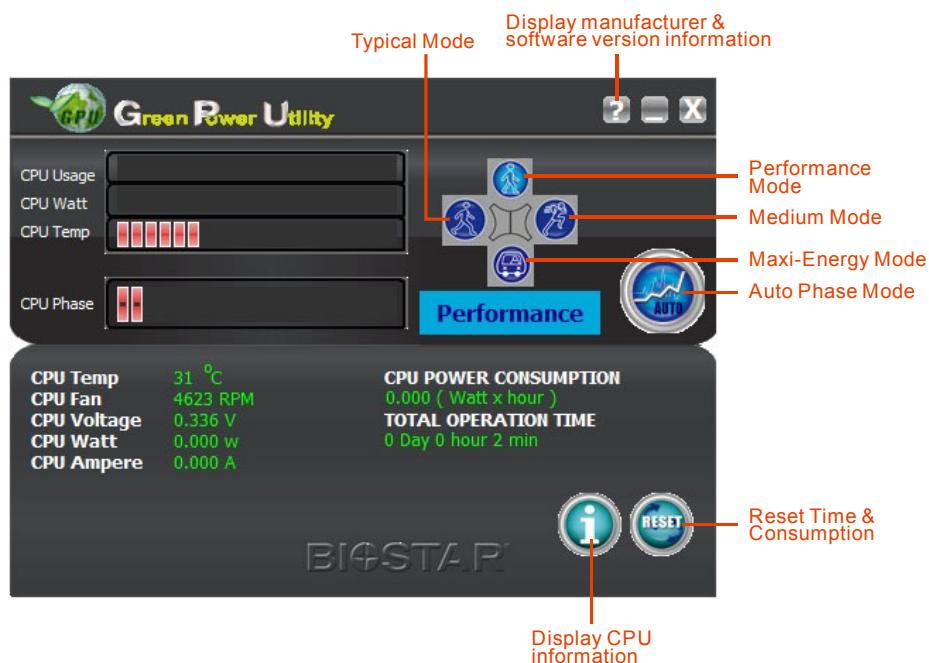 Display manufacturer &
software version information
Typical Mode
GPU
Green Power Utility
? _ X
CPU Usage
CPU Watt
CPU Temp
CPU Phase
Performance
Mode
Medium Mode
Maxi-Energy Mode
Auto Phase Mode
AUTO
Performance
CPU Temp 31 °C
CPU Fan 4623 RPM
CPU Voltage 0.336 V
CPU Watt 0.000 w
CPU Ampere 0.000 A
CPU POWER CONSUMPTION
0.000 ( Watt x hour )
TOTAL OPERATION TIME
0 Day 0 hour 2 min
i
RESET
Reset Time &
Consumption
BIOSTAR
Display CPU
information